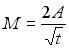 M = 2A / √t